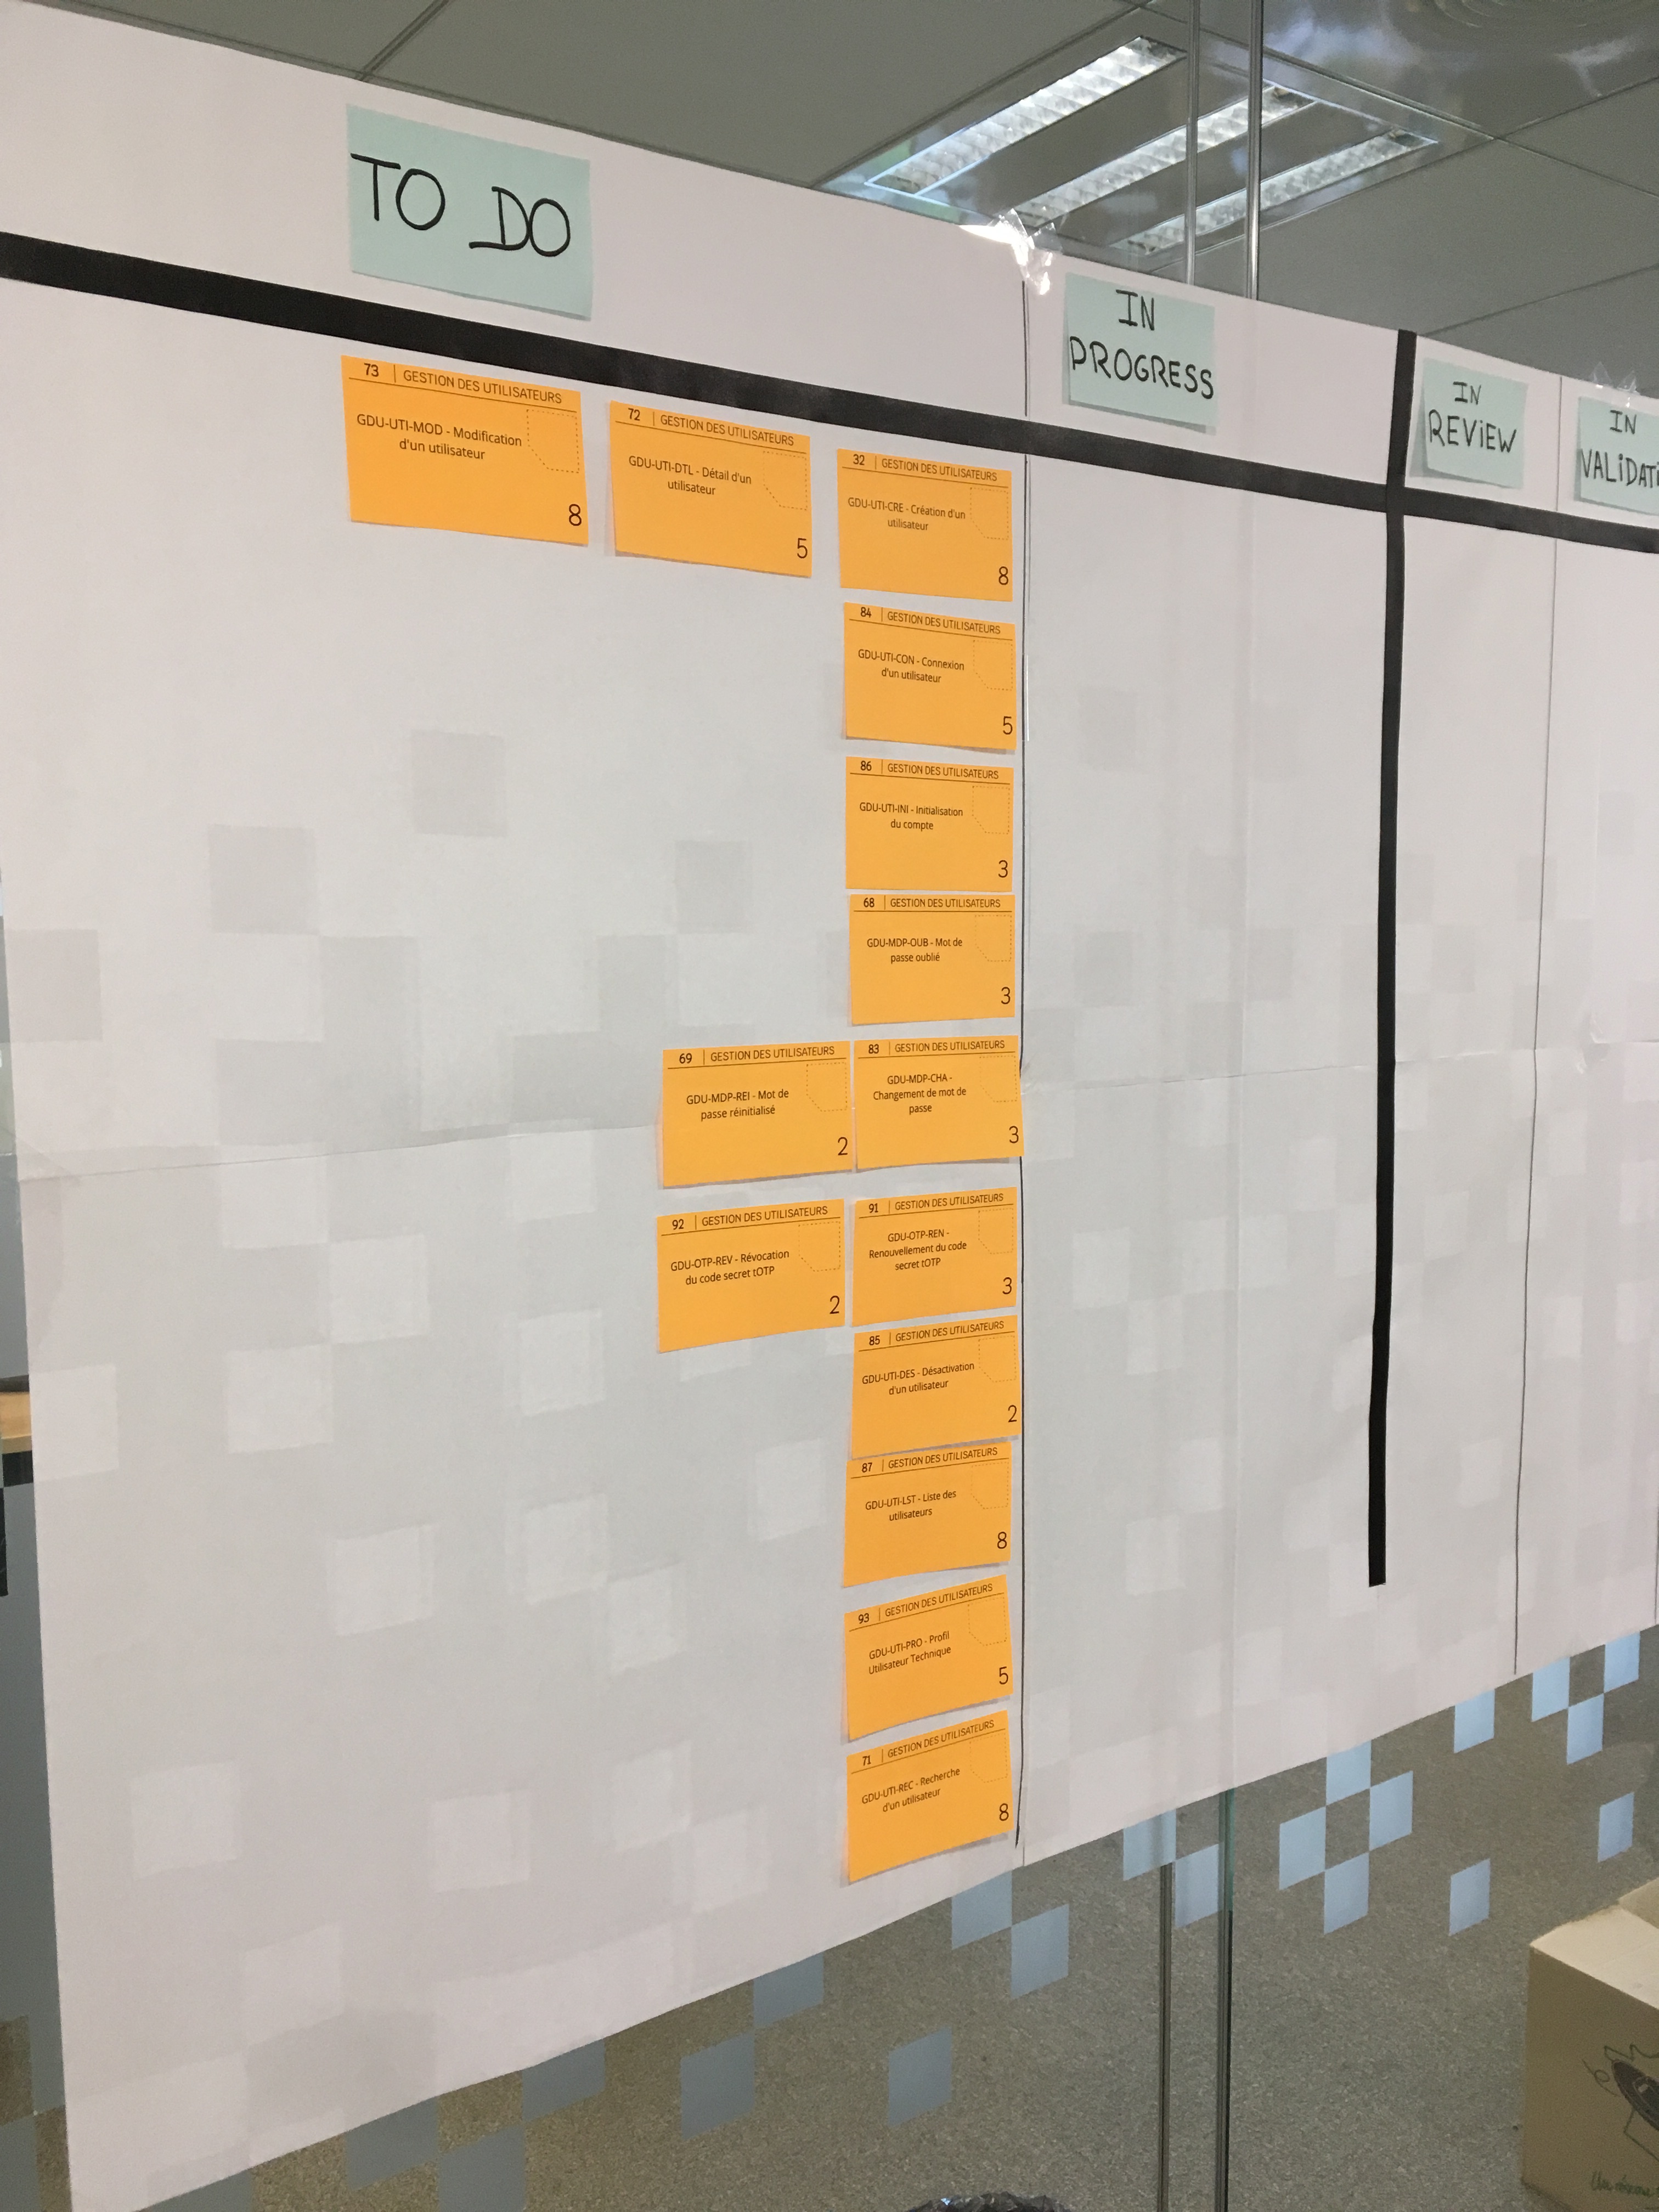 TO DO
IN
PROGRESS
IN
REVIEW
IN
73 | GESTION DES UTILISATEURS
GDU-UTI-MOD - Modification
d'un utilisateur
8
72 | GESTION DES UTILISATEURS
GDU-UTI-DTL - Détail d'un
utilisateur
5
32 | GESTION DES UTILISATEURS
GDU-UTI-CRE - Création d'un
utilisateur
8
84 | GESTION DES UTILISATEURS
GDU-UTI-CON - Connexion
d'un utilisateur
5
86 | GESTION DES UTILISATEURS
GDU-UTI-INI - Initialisation
du compte
3
68 | GESTION DES UTILISATEURS
GDU-MDP-OUB - Mot de
passe oublié
3
69 | GESTION DES UTILISATEURS
GDU-MDP-REI - Mot de
passe réinitialisé
2
83 | GESTION DES UTILISATEURS
GDU-MDP-CHA -
Changement de mot de
passe
3
92 | GESTION DES UTILISATEURS
GDU-OTP-REV - Révocation
du code secret tOTP
2
91 | GESTION DES UTILISATEURS
GDU-OTP-REN -
Renouvellement du code
secret tOTP
3
85 | GESTION DES UTILISATEURS
GDU-UTI-DES - Désactivation
d'un utilisateur
2
87 | GESTION DES UTILISATEURS
GDU-UTI-LST - Liste des
utilisateurs
8
93 | GESTION DES UTILISATEURS
GDU-UTI-PRO - Profil
Utilisateur Technique
5
71 | GESTION DES UTILISATEURS
GDU-UTI-REC - Recherche
d'un utilisateur
8